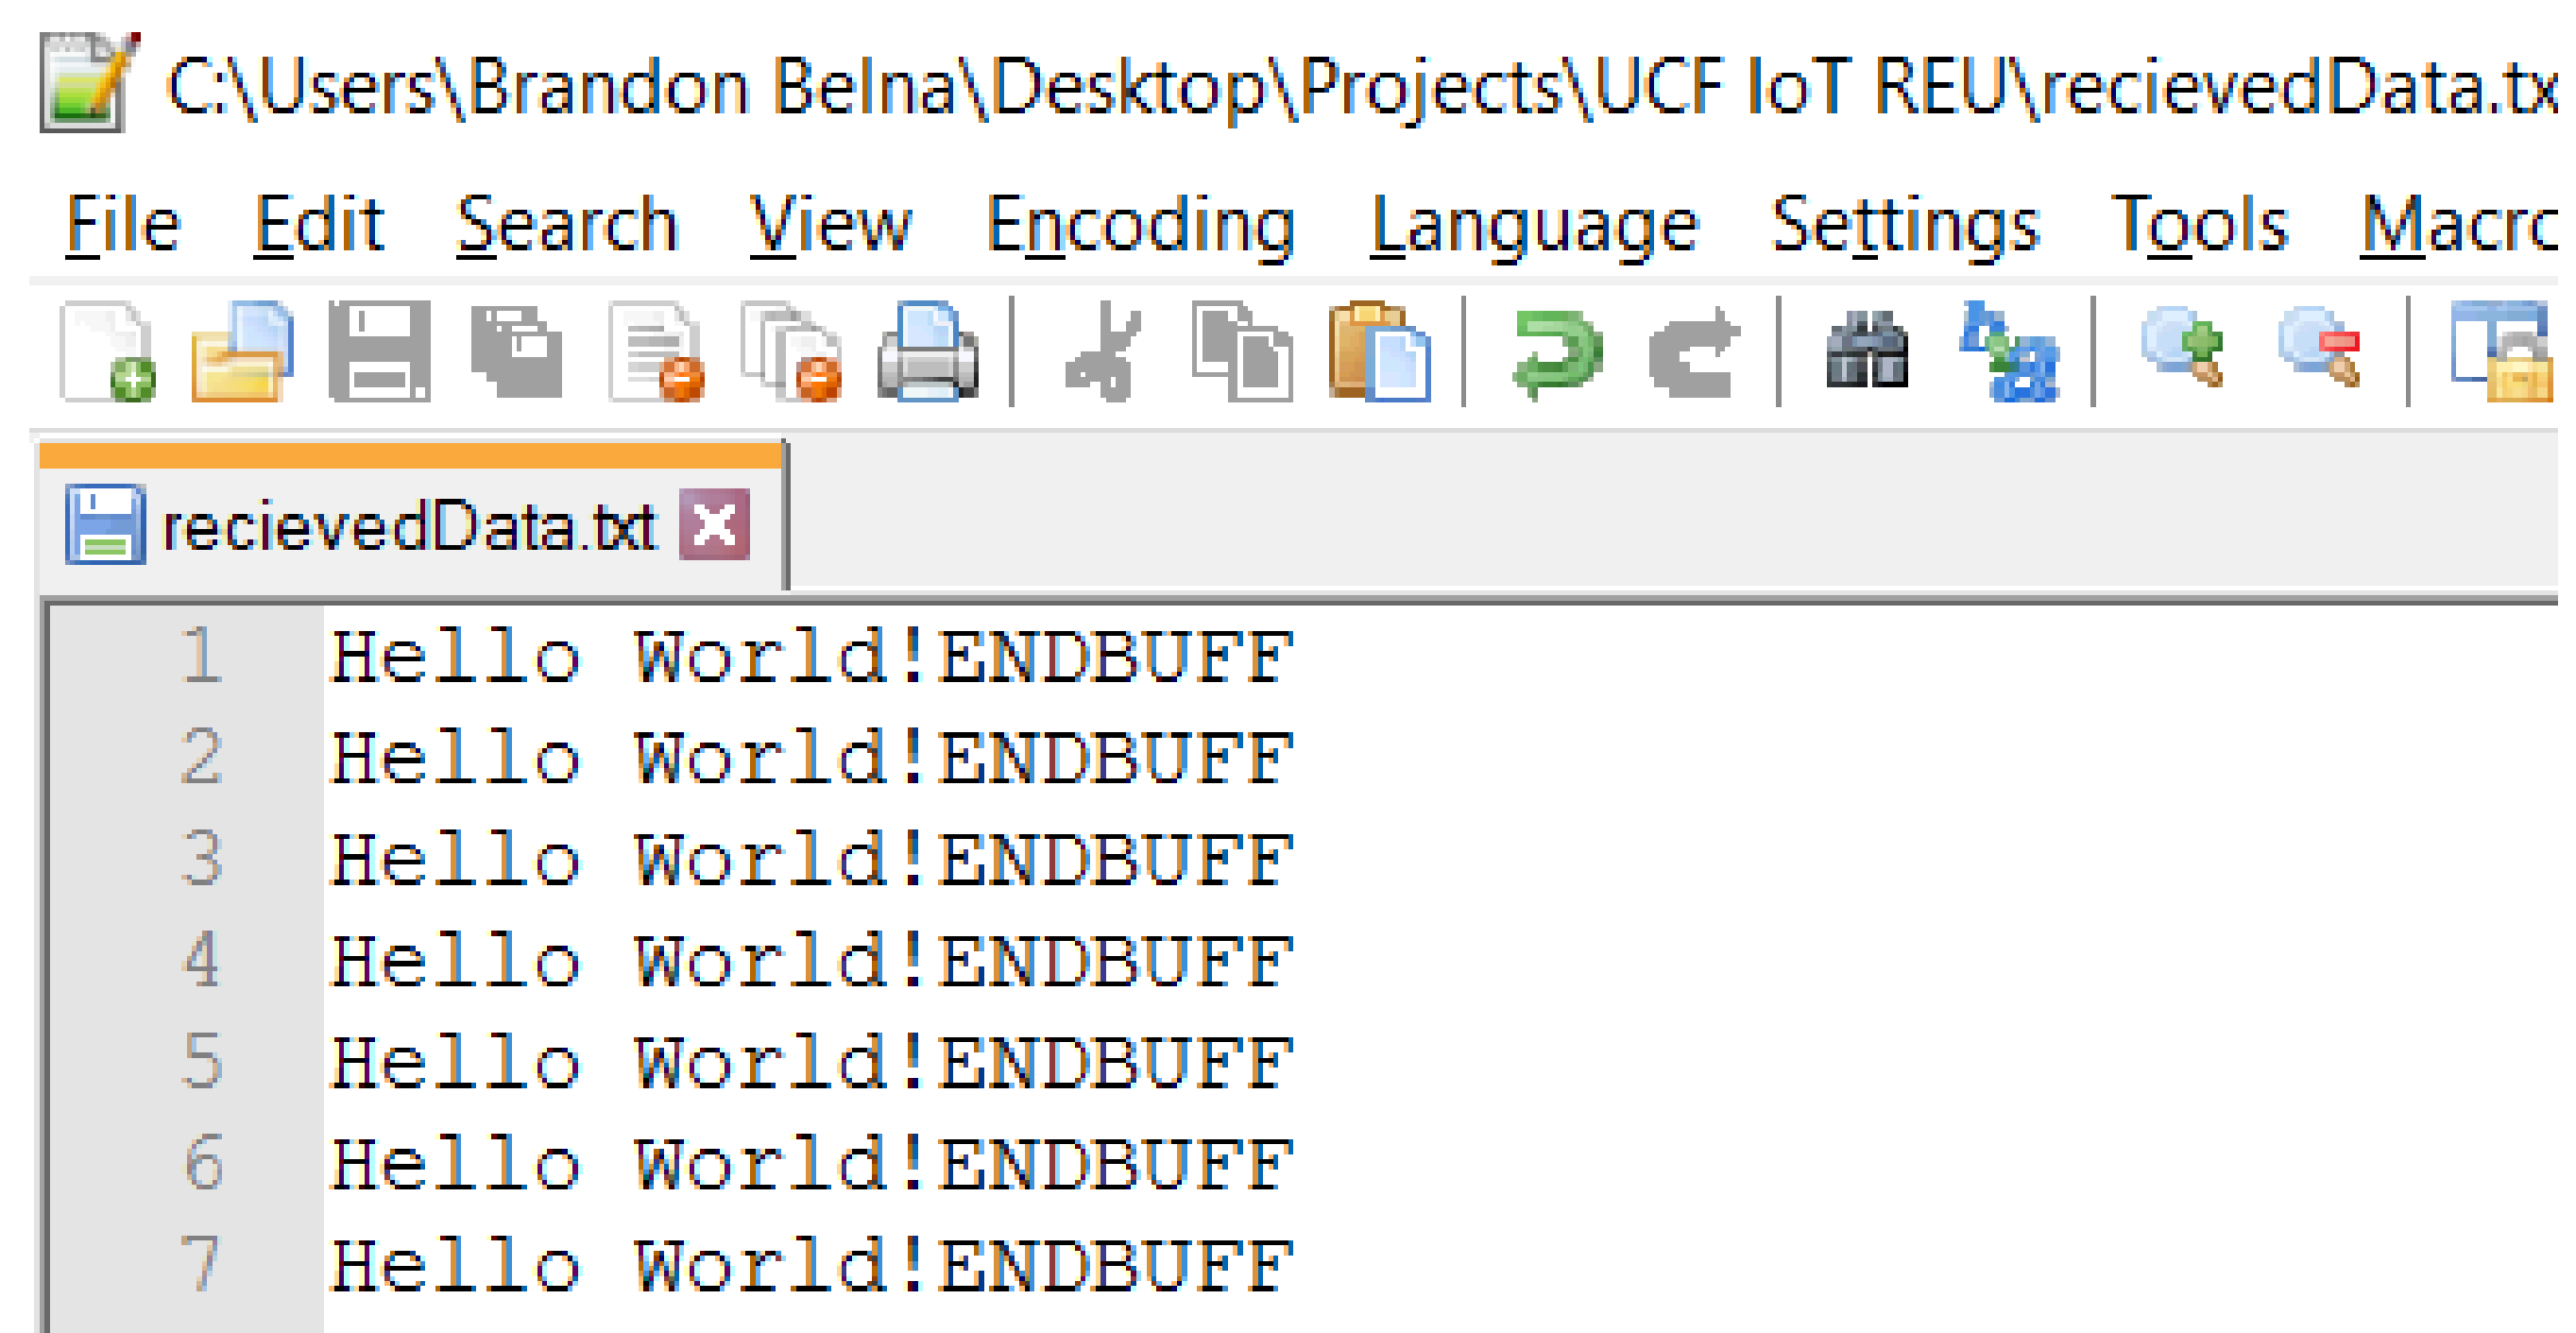 C:\Users\Brandon Belna\Desktop\Projects\UCF IoT REU\recievedData.tx
File Edit Search View Encoding Language Settings Tools Macro
recievedData.txt
1 Hello World!ENDBUFF
2 Hello World!ENDBUFF
3 Hello World!ENDBUFF
4 Hello World!ENDBUFF
5 Hello World!ENDBUFF
6 Hello World!ENDBUFF
7 Hello World!ENDBUFF